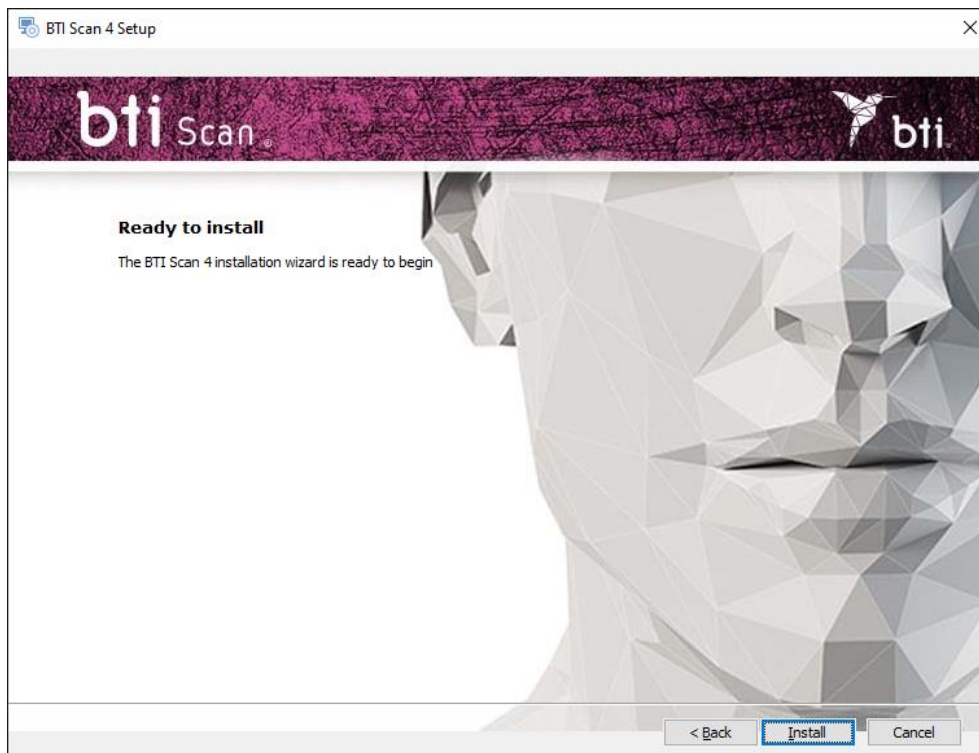 BTI Scan 4 Setup
bti Scan ®
bti
Ready to install
The BTI Scan 4 installation wizard is ready to begin
< Back
Install
Cancel